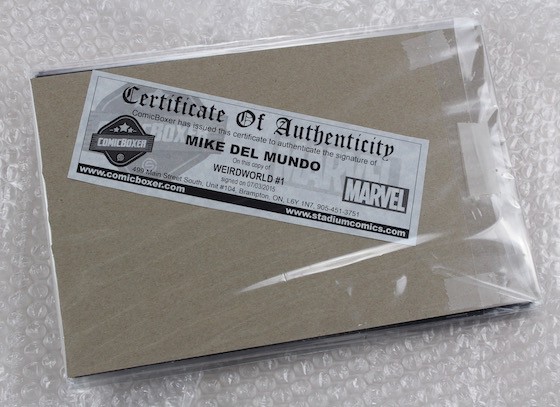 Certificate Of Authenticity
ComicBoxer has issued this certificate to authenticate the signature of
MIKE DEL MUNDO
On this copy of
WEIRDWORLD #1
signed on 07/03/2015
499 Main Street South, Unit #104, Brampton, ON, L6Y 1N7, 905-451-3751
www.comicboxer.com
www.stadiumcomics.com
COMICBOXER
MARVEL